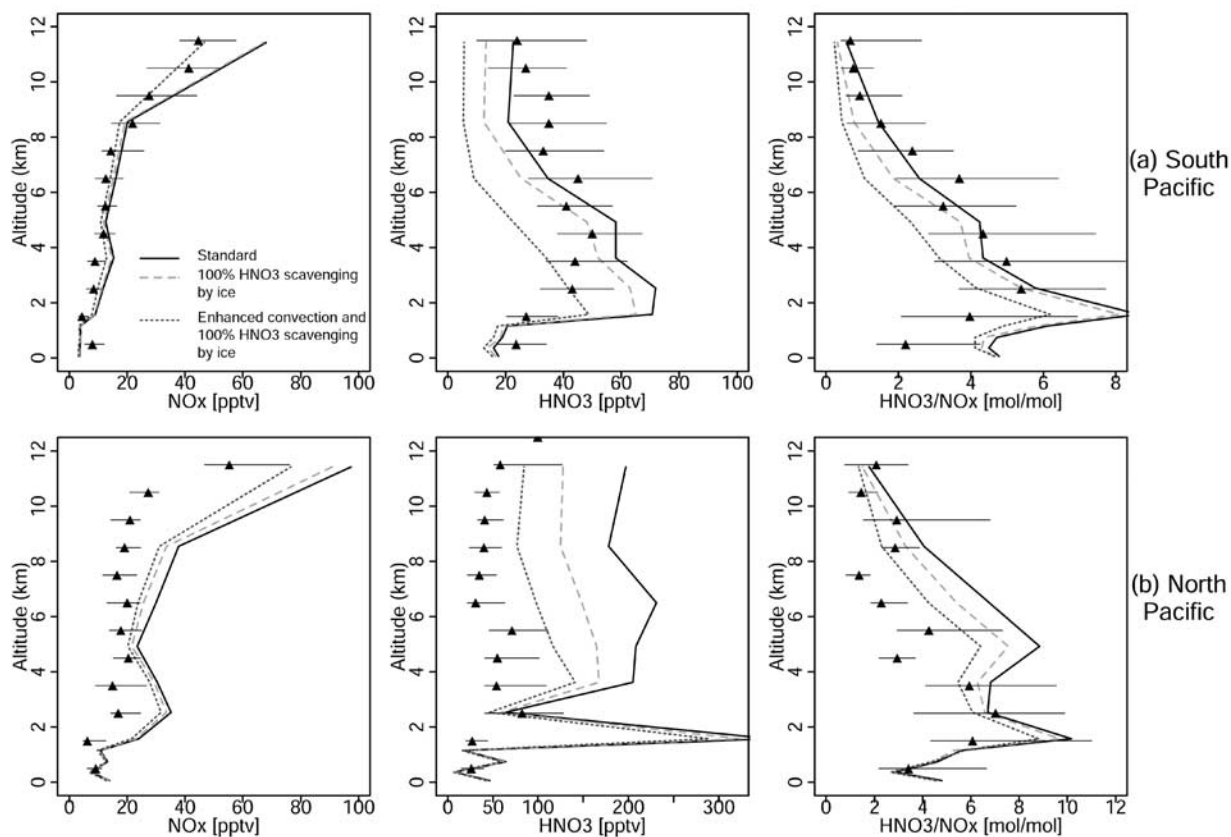 12
10
8
6
4
2
0
Altitude (km)
Standard
100% HNO3 scavenging
by ice
Enhanced convection and
100% HNO3 scavenging
by ice
0 20 40 60 80 100
NOx [pptv]
12
10
8
6
4
2
0
Altitude (km)
0 20 40 60 80 100
HNO3 [pptv]
12
10
8
6
4
2
0
Altitude (km)
0 2 4 6 8
HNO3/NOx [mol/mol]
(a) South
Pacific
12
10
8
6
4
2
0
Altitude (km)
0 20 40 60 80 100
NOx [pptv]
12
10
8
6
4
2
0
Altitude (km)
0 50 100 200 300
HNO3 [pptv]
12
10
8
6
4
2
0
Altitude (km)
0 2 4 6 8 10 12
HNO3/NOx [mol/mol]
(b) North
Pacific